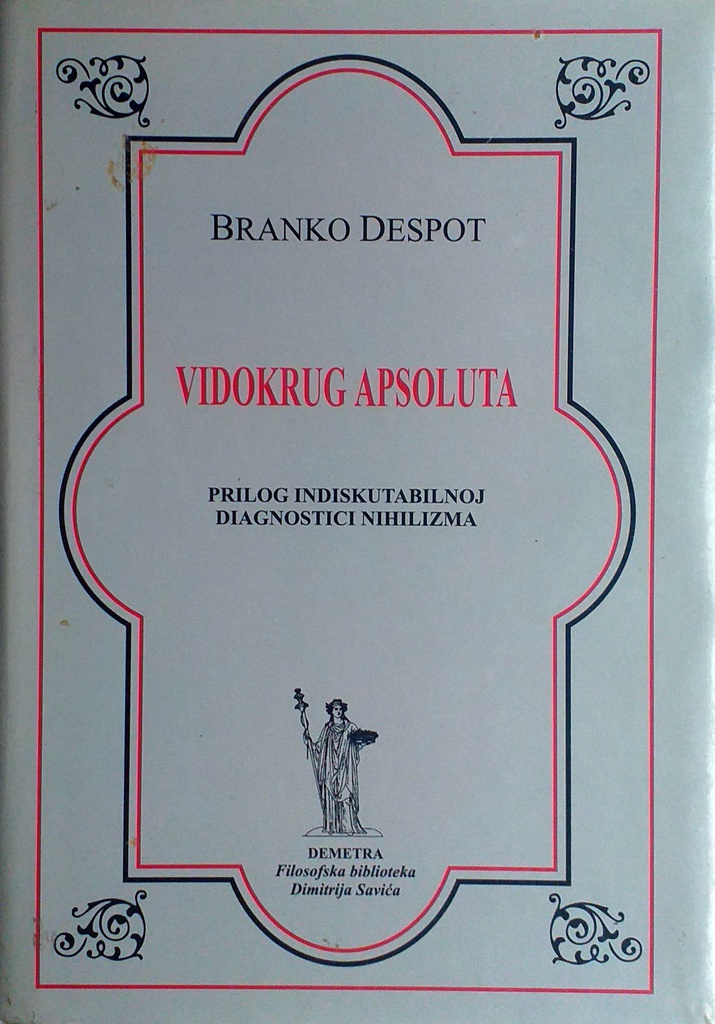 BRANKO DESPOT
VIDOKRUG APSOLUTA
PRILOG INDISKUTABILNOJ
DIAGNOSTICI NIHILIZMA
DEMETRA
Filosofska biblioteka
Dimitrija Savića